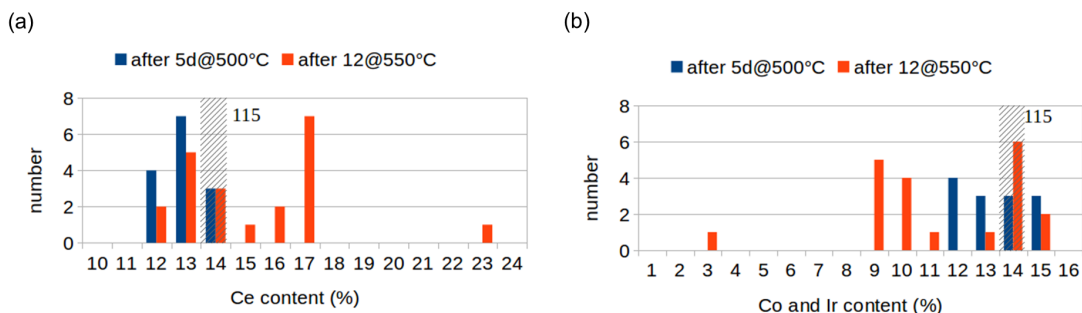 (a)
after 5d@500°C after 12@550°C
8
6
4
2
0
number
115
10 11 12 13 14 15 16 17 18 19 20 21 22 23 24
Ce content (%)
(b)
after 5d@500°C after 12@550°C
8
6
4
2
0
number
115
1 2 3 4 5 6 7 8 9 10 11 12 13 14 15 16
Co and Ir content (%)